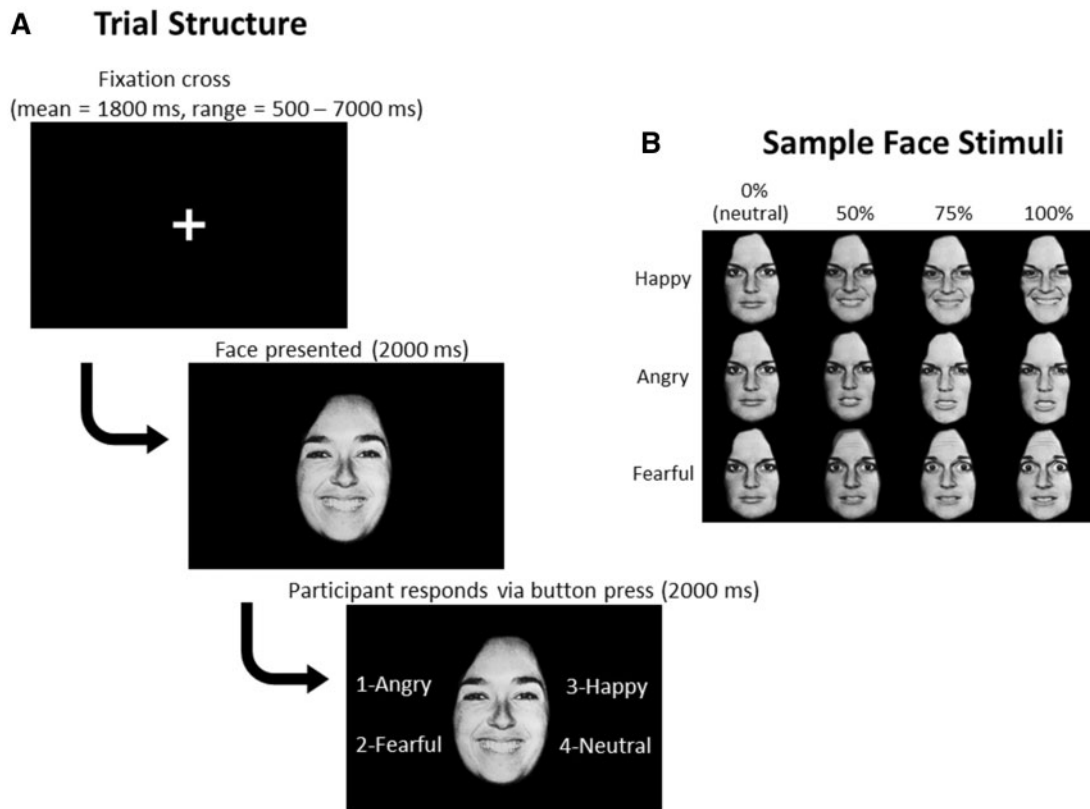 A Trial Structure
Fixation cross
(mean = 1800 ms, range = 500 – 7000 ms)
Face presented (2000 ms)
Participant responds via button press (2000 ms)
1-Angry
3-Happy
2-Fearful
4-Neutral
B Sample Face Stimuli
0%
(neutral) 50% 75% 100%
Happy
Angry
Fearful